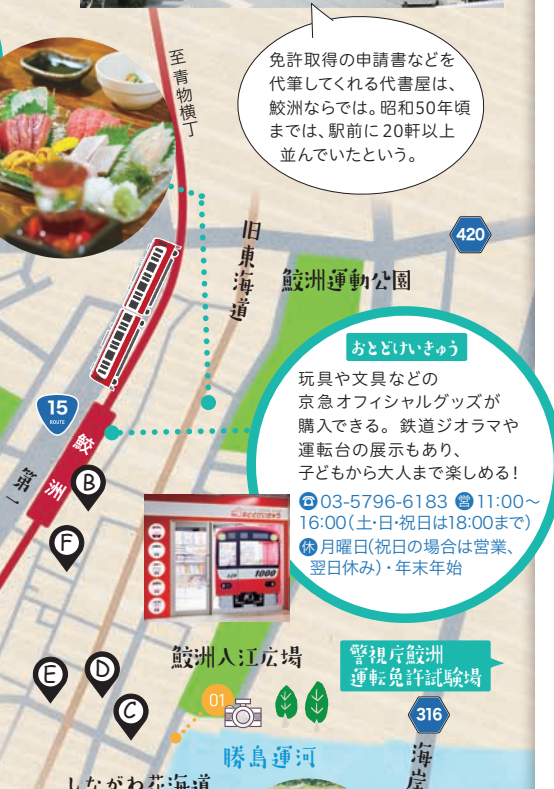 免許取得の申請書などを
代筆してくれる代書屋は、
鮫洲ならでは。昭和50年頃
までは、駅前に20軒以上
並んでいたという。
至青物横丁
旧東海道
420
鮫洲運動公園
おとどけいきゅう
玩具や文具などの
京急オフィシャルグッズが
購入できる。鉄道ジオラマや
運転台の展示もあり、
子どもから大人まで楽しめる!
☎03-5796-6183 営11:00～
16:00(土・日・祝日は18:00まで)
休月曜日(祝日の場合は営業、
翌日休み)・年末年始
15
ROUTE
鮫洲
第一
B
F
1000
鮫洲入江広場
警視庁鮫洲
運転免許試験場
E
D
C
01
316
勝島運河
海岸
しながわ花海道